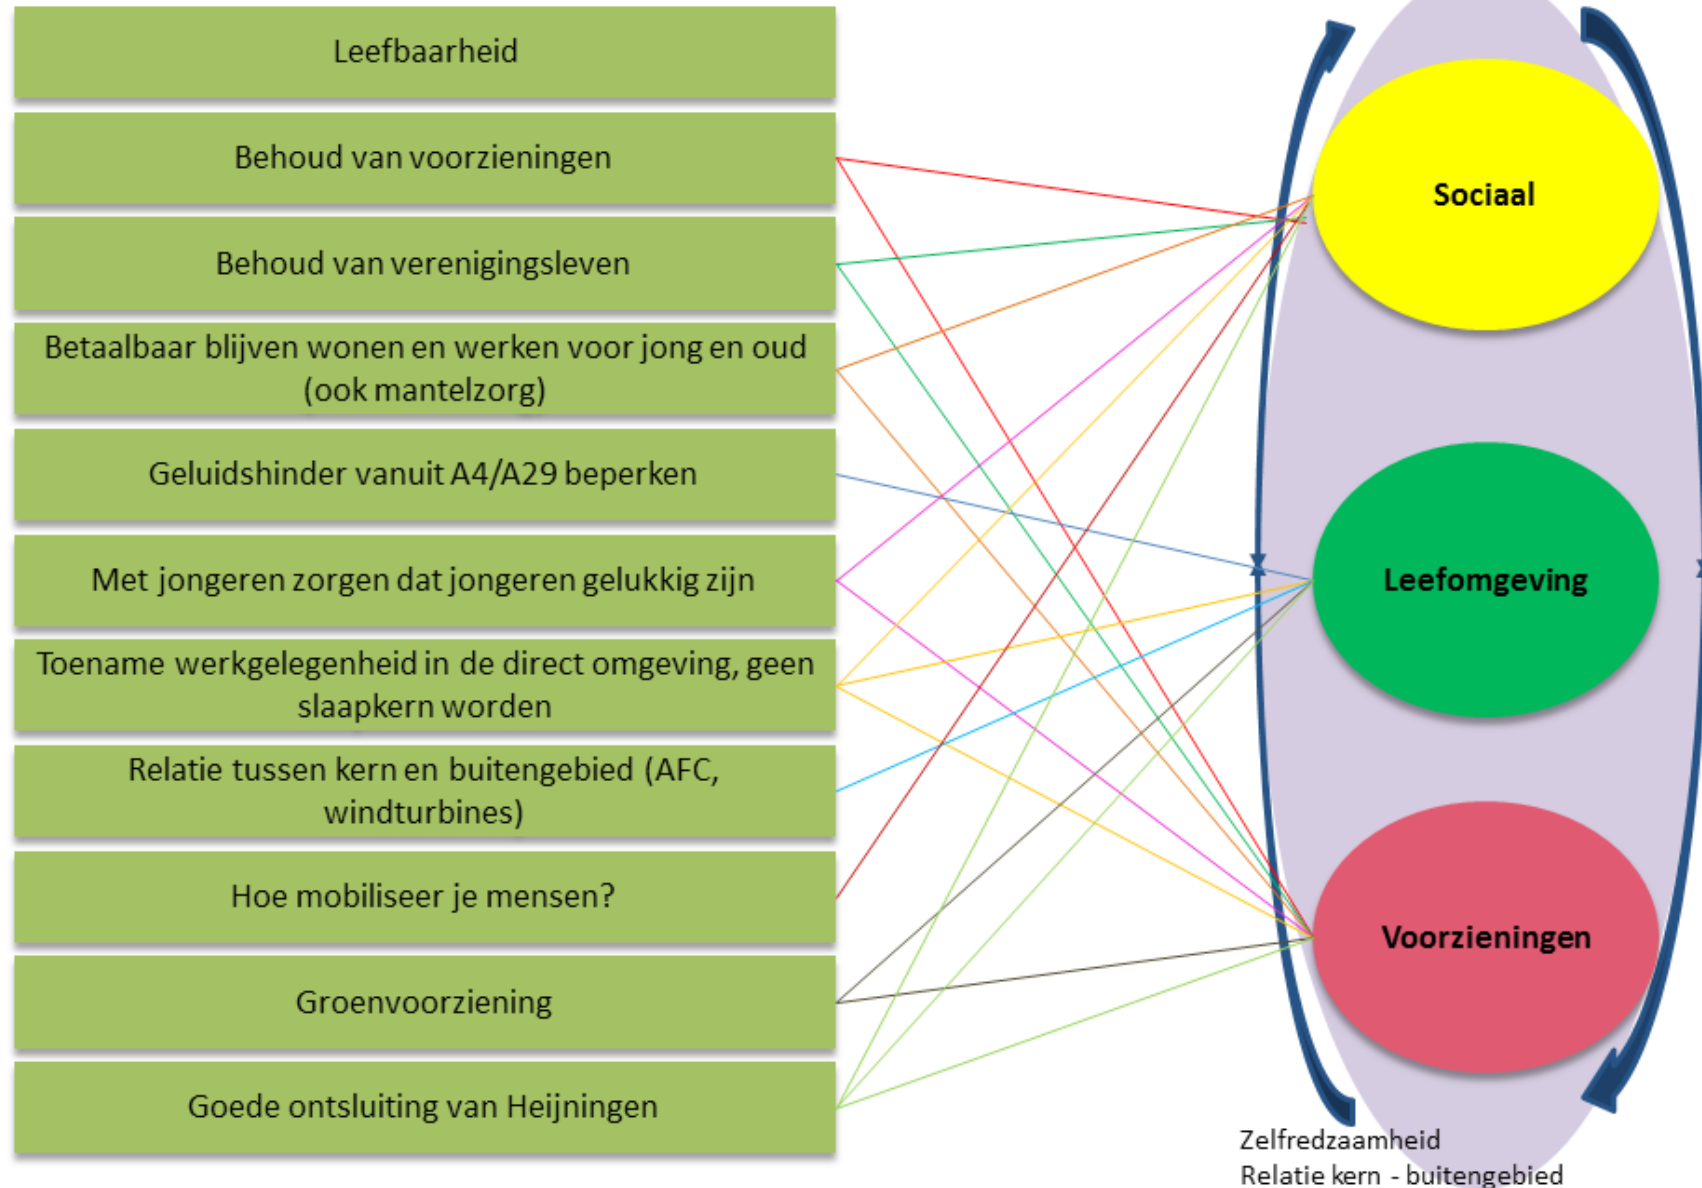 Leefbaarheid
Behoud van voorzieningen
Behoud van verenigingsleven
Betaalbaar blijven wonen en werken voor jong en oud
(ook mantelzorg)
Geluidshinder vanuit A4/A29 beperken
Met jongeren zorgen dat jongeren gelukkig zijn
Toename werkgelegenheid in de direct omgeving, geen
slaapkern worden
Relatie tussen kern en buitengebied (AFC,
windturbines)
Hoe mobiliseer je mensen?
Groenvoorziening
Goede ontsluiting van Heijningen
Sociaal
Leefomgeving
Voorzieningen
Zelfredzaamheid
Relatie kern - buitengebied